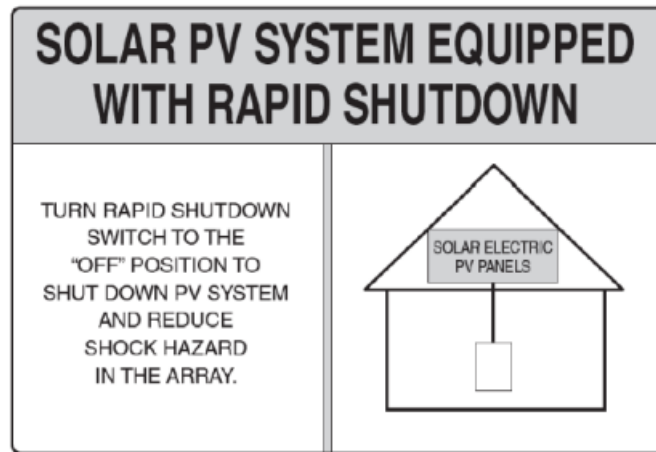 SOLAR PV SYSTEM EQUIPPED
WITH RAPID SHUTDOWN
TURN RAPID SHUTDOWN
SWITCH TO THE
“OFF” POSITION TO
SHUT DOWN PV SYSTEM
AND REDUCE
SHOCK HAZARD
IN THE ARRAY.
SOLAR ELECTRIC
PV PANELS